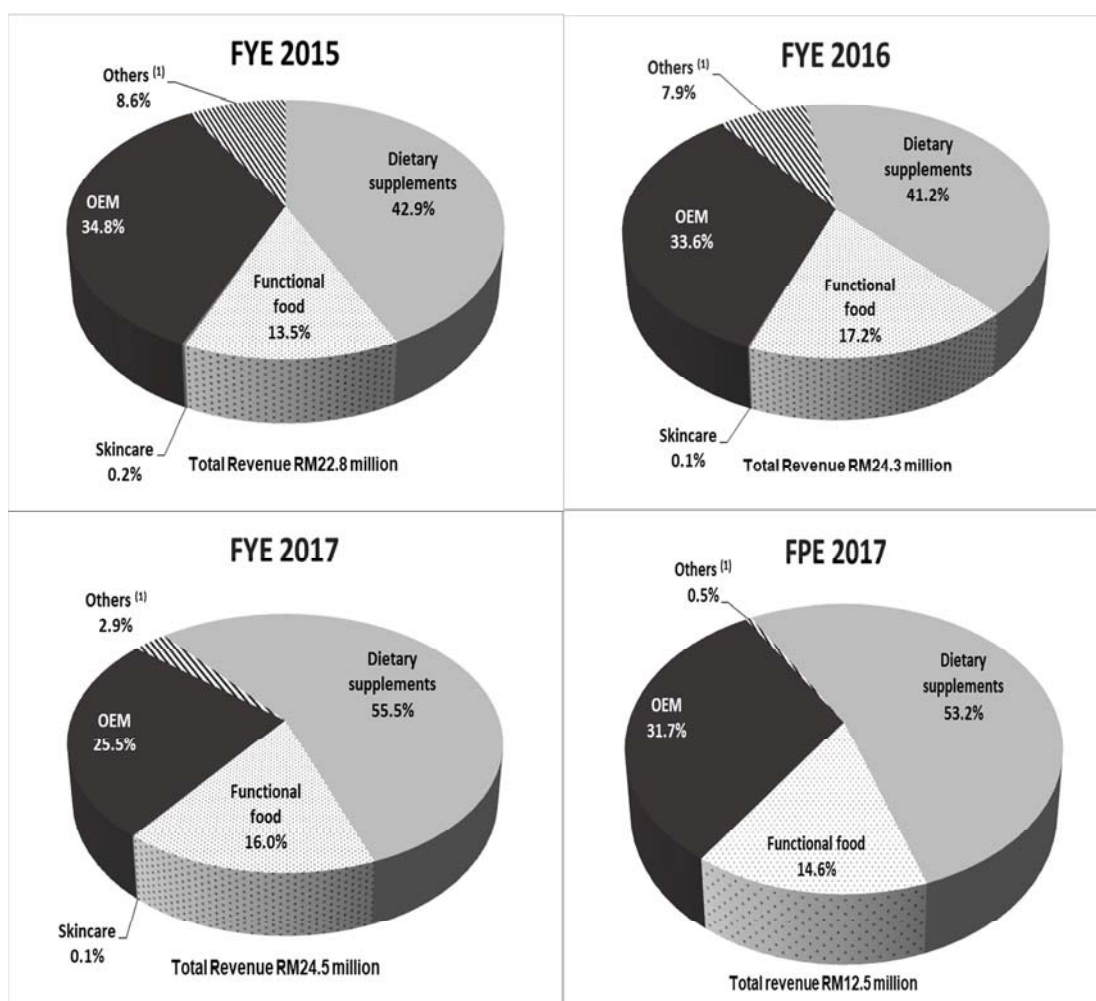 FYE 2015
Others (1)
8.6%
Dietary
supplements
42.9%
OEM
34.8%
Functional
food
13.5%
Skincare
0.2%
Total Revenue RM22.8 million
FYE 2016
Others (1)
7.9%
Dietary
supplements
41.2%
OEM
33.6%
Functional
food
17.2%
Skincare
0.1%
Total Revenue RM24.3 million
FYE 2017
Others (1)
2.9%
Dietary
supplements
55.5%
OEM
25.5%
Functional
food
16.0%
Skincare
0.1%
Total Revenue RM24.5 million
FPE 2017
Others (1)
0.5%
Dietary
supplements
53.2%
OEM
31.7%
Functional food
14.6%
Total revenue RM12.5 million